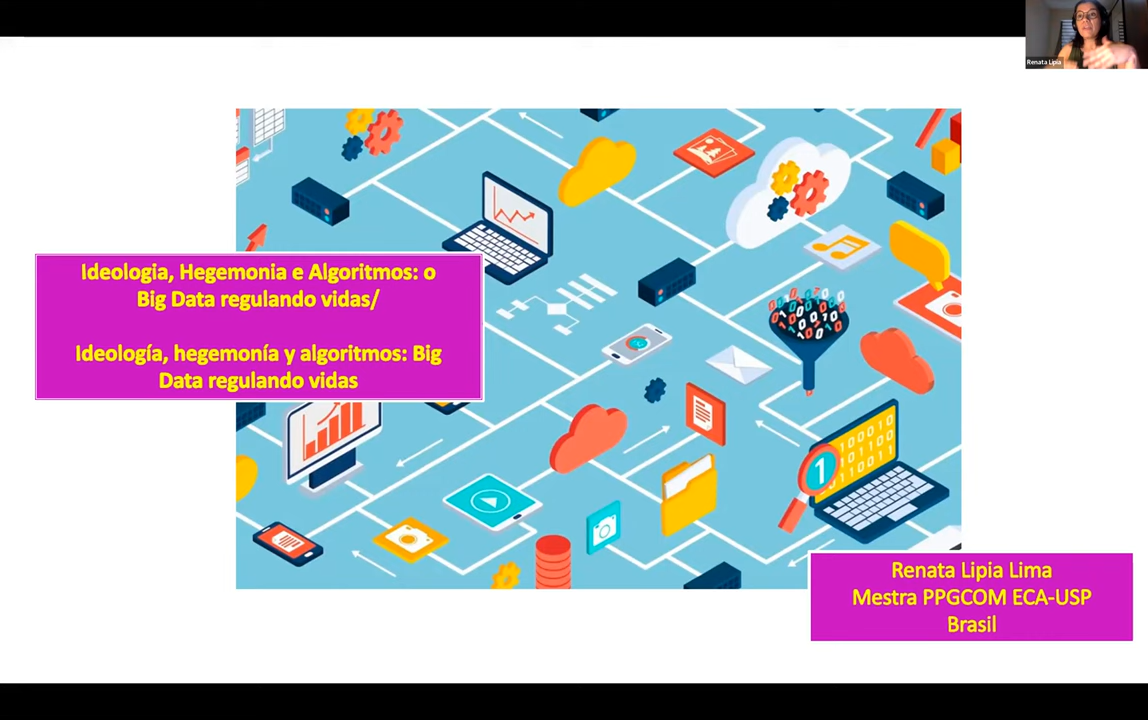 Renata Lipia
Ideologia, Hegemonia e Algoritmos: o
Big Data regulando vidas/
Ideología, hegemonía y algoritmos: Big
Data regulando vidas
1
Renata Lipia Lima
Mestra PPGCOM ECA-USP
Brasil